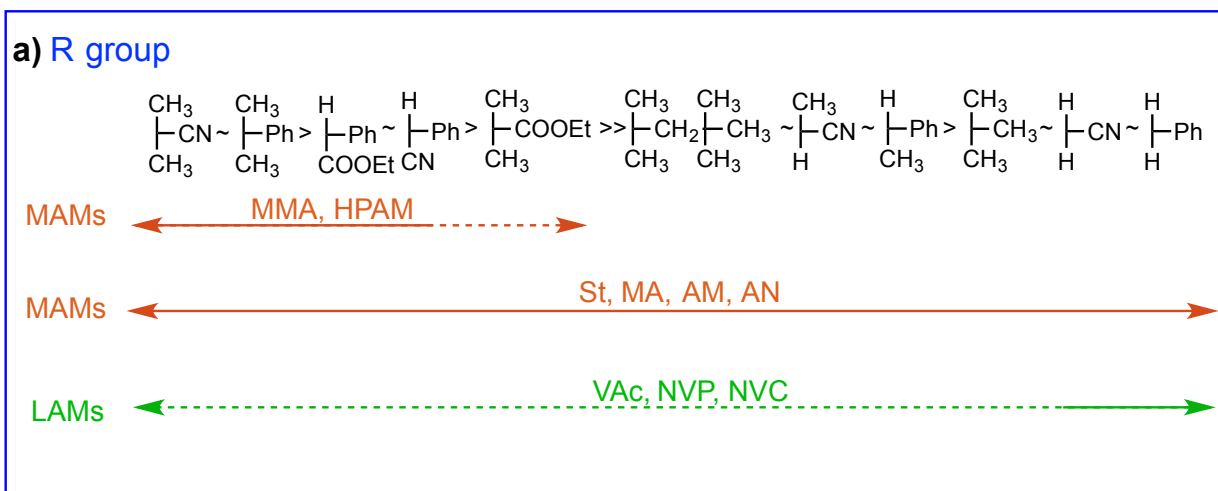 a) R group
CH3 CH3 H H CH3 CH3 CH3 CH3 H CH3 H H
CN ~ Ph > Ph ~ Ph > COOEt >> CH2 CH3 ~ CN ~ Ph > CH3 ~ CN ~ Ph
CH3 CH3 COOEt CN CH3 CH3 CH3 H CH3 CH3 H H
MAMs MMA, HPAM
MAMs St, MA, AM, AN
LAMs VAc, NVP, NVC